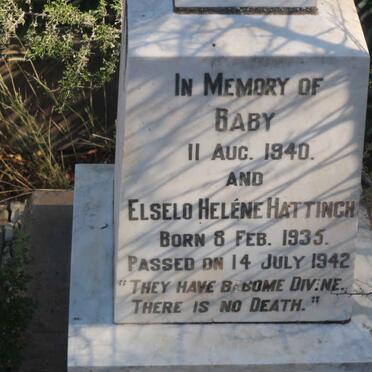 IN MEMORY OF
BABY
11 AUG. 1940.
AND
ELSELO HELÉNE HATTINGH
BORN 8 FEB. 1935.
PASSED ON 14 JULY 1942
"THEY HAVE BECOME DIVINE.
THERE IS NO DEATH."